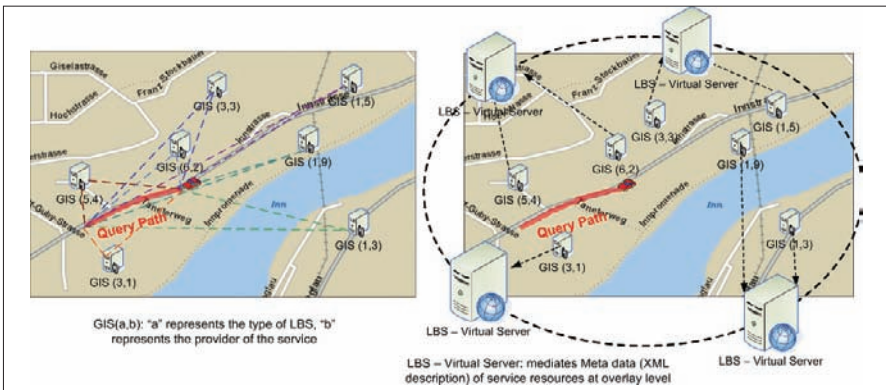 Giselastrasse
Hochstrasse
Franz-Stockbauer
GIS
(3,3)
GIS (1,5)
Innstrasse
Innstrasse
GIS (6,2)
GIS (1,9)
GIS
(5,4)
Innpromenade
Inn
Query Path
GIS (1,3)
GIS
(3,1)
GIS(a,b): "a" represents the type of LBS, "b"
represents the provider of the service
LBS – Virtual Server
LBS – Virtual Server
Franz-Stockbauer
Innstrasse
GIS
(1,5)
GIS
(3,3)
Innstrasse
GIS
(6,2)
GIS (1,9)
GIS
(5,4)
Innpromenade
Inn
Query Path
GIS (1,3)
GIS (3,1)
LBS – Virtual Server
LBS – Virtual Server
LBS – Virtual Server: mediates Meta data (XML
description) of service resources at overlay level